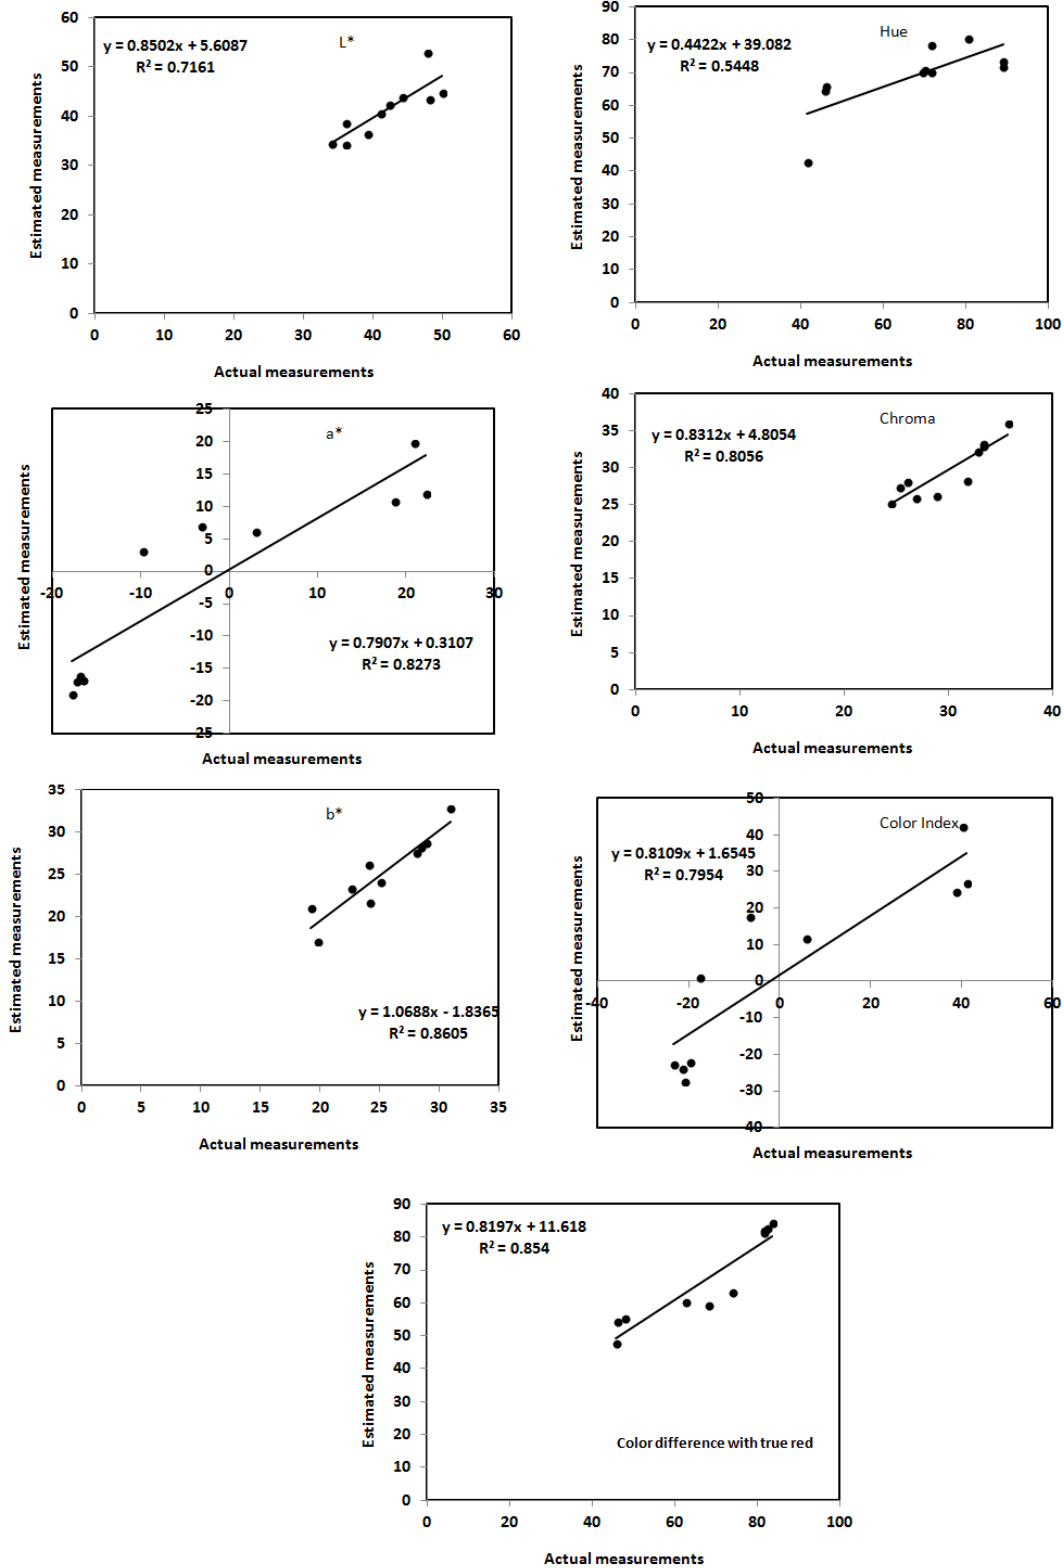 60
50
40
30
20
10
0
y = 0.8502x + 5.6087
R² = 0.7161
L*
Estimated measurements
0 10 20 30 40 50 60
Actual measurements
90
80
70
60
50
40
30
20
10
0
Hue
y = 0.4422x + 39.082
R² = 0.5448
Estimated measurements
0 20 40 60 80 100
Actual measurements
25
20
15
10
5
0
-5
-10
-15
-20
25
a*
Estimated measurements
-20 -10 0 10 20 30
y = 0.7907x + 0.3107
R² = 0.8273
Actual measurements
40
35
30
25
20
15
10
5
0
Chroma
y = 0.8312x + 4.8054
R² = 0.8056
Estimated measurements
0 10 20 30 40
Actual measurements
35
30
25
20
15
10
5
0
b*
Estimated measurements
y = 1.0688x - 1.8365
R² = 0.8605
0 5 10 15 20 25 30 35
Actual measurements
50
40
30
20
10
0
-10
-20
-30
40
Color Index
y = 0.8109x + 1.6545
R² = 0.7954
Estimated measurements
-40 -20 0 20 40 60
Actual measurements
90
80
70
60
50
40
30
20
10
0
y = 0.8197x + 11.618
R² = 0.854
Estimated measurements
Color difference with true red
0 20 40 60 80 100
Actual measurements